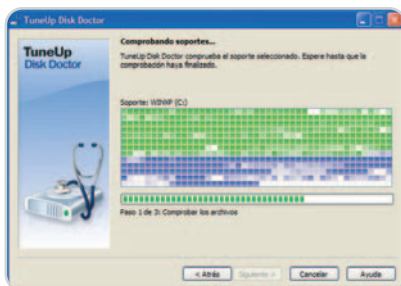 TuneUp Disk Doctor
TuneUp
Disk Doctor
Comprobando soportes...
TuneUp Disk Doctor comprueba el soporte seleccionado. Espere hasta que la
comprobación haya finalizado.
Soporte: WINXP (C:)
Paso 1 de 3: Comprobar los archivos
< Atrás
Siguiente >
Cancelar
Ayuda